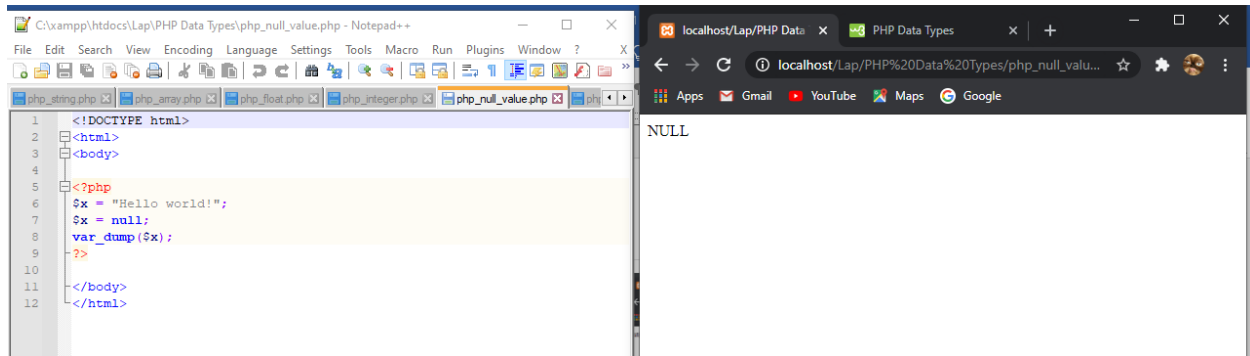 C:\xampp\htdocs\Lap\PHP Data Types\php_null_value.php - Notepad++
File Edit Search View Encoding Language Settings Tools Macro Run Plugins Window ? X
php_string.php php_array.php php_float.php php_integer.php php_null_value.php
1 <!DOCTYPE html>
2 <html>
3 <body>
4
5 <?php
6 $x = "Hello world!";
7 $x = null;
8 var_dump($x);
9 ?>
10
11 </body>
12 </html>
localhost/Lap/PHP Data PHP Data Types
localhost/Lap/PHP%20Data%20Types/php_null_valu...
Apps Gmail YouTube Maps Google
NULL